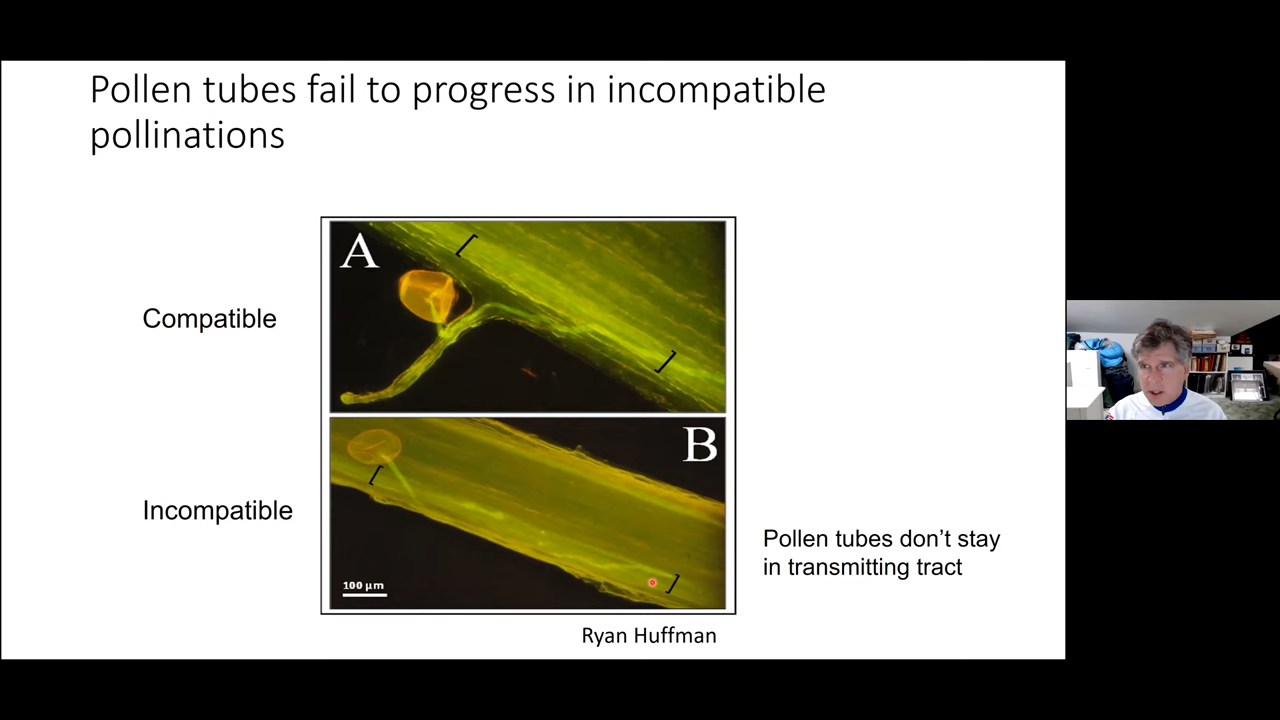 Pollen tubes fail to progress in incompatible
pollinations
A
Compatible
B
Incompatible
Pollen tubes don’t stay
in transmitting tract
100 µm
Ryan Huffman